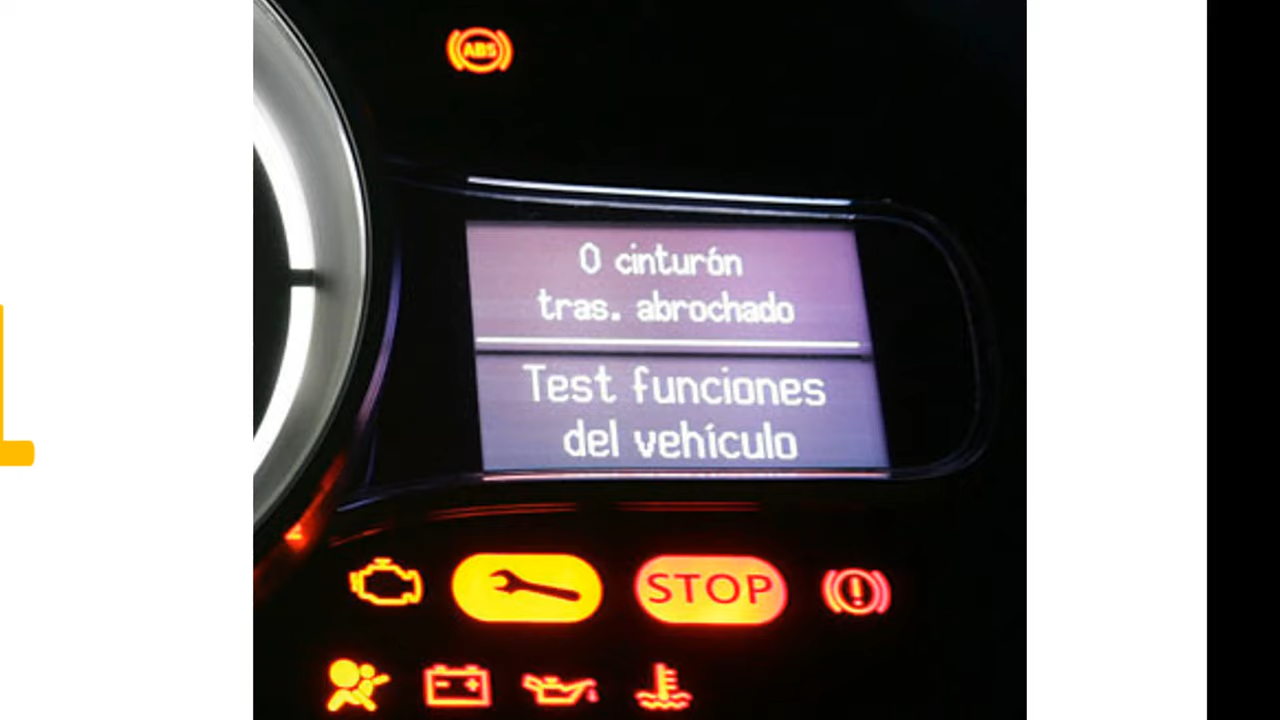 ABS
0 cinturón
tras. abrochado
Test funciones
del vehículo
STOP